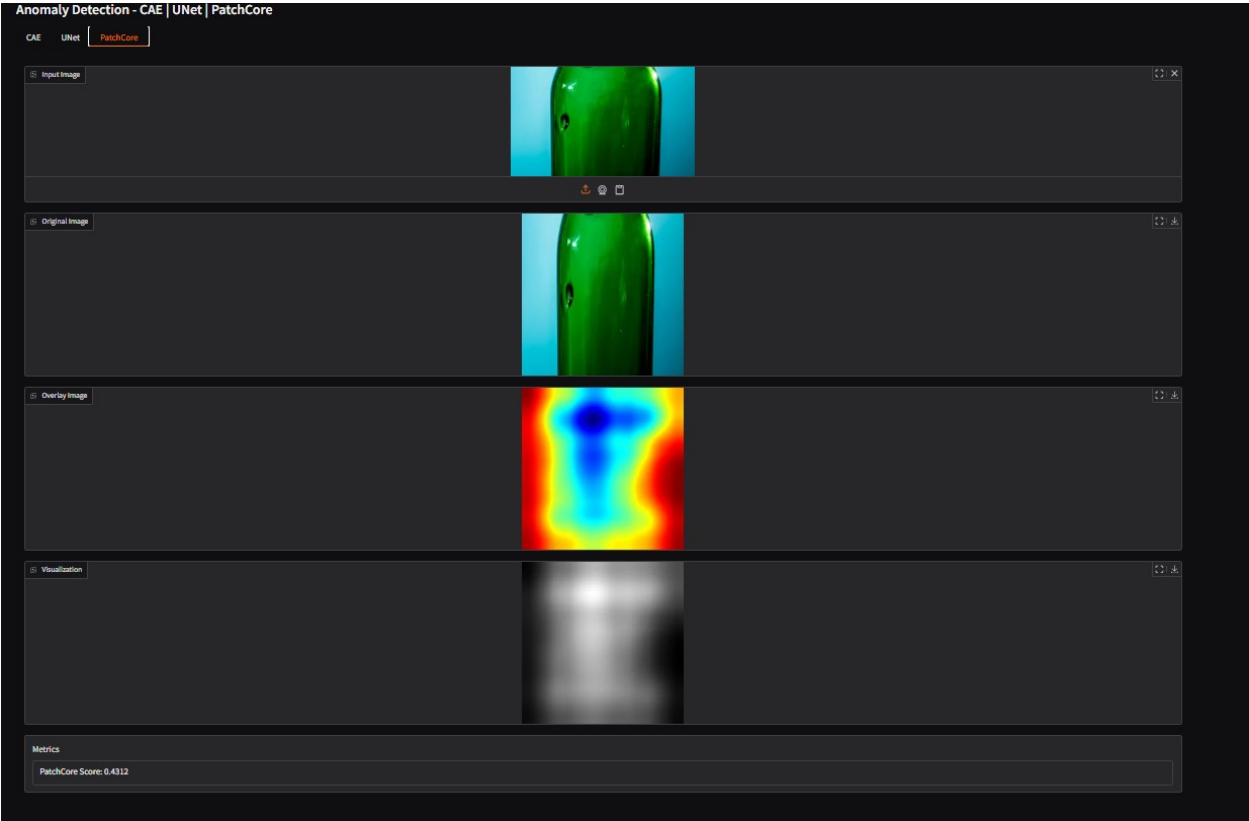 Anomaly Detection - CAE | UNet | PatchCore
CAE UNet PatchCore
Input Image
Original Image
Overlay Image
Visualization
Metrics
PatchCore Score: 0.4312